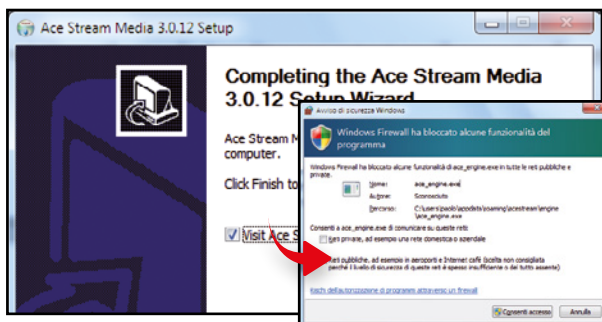 Ace Stream Media 3.0.12 Setup
Completing the Ace Stream Media
3.0.12 Setup Wizard
Ace Stream M
computer.
Click Finish to
Visit Ace S
Avviso di sicurezza Windows
Windows Firewall ha bloccato alcune funzionalità del
programma
Windows Firewall ha bloccato alcune funzionalità di ace_engine.exe in tutte le reti pubbliche e
private.
Nome: ace_engine.exe
Autore: Sconosciuto
Percorso: C:\users\paolo\appdata\roaming\acestream\engine
\ace_engine.exe
Consenti a ace_engine.exe di comunicare su queste reti:
Reti private, ad esempio una rete domestica o aziendale
Reti pubbliche, ad esempio in aeroporti e Internet café (scelta non consigliata
perché il livello di sicurezza di queste reti è spesso insufficiente o del tutto assente)
Rischi dell'autorizzazione di programmi attraverso un firewall
Consenti accesso Annulla